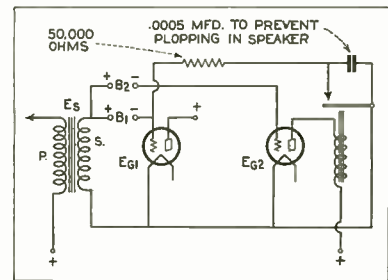 50,000
OHMS
.0005 MFD. TO PREVENT
PLOPPING IN SPEAKER
+ B2 -
+ B1 -
+
ES
P.
S.
EG1
EG2
+
+